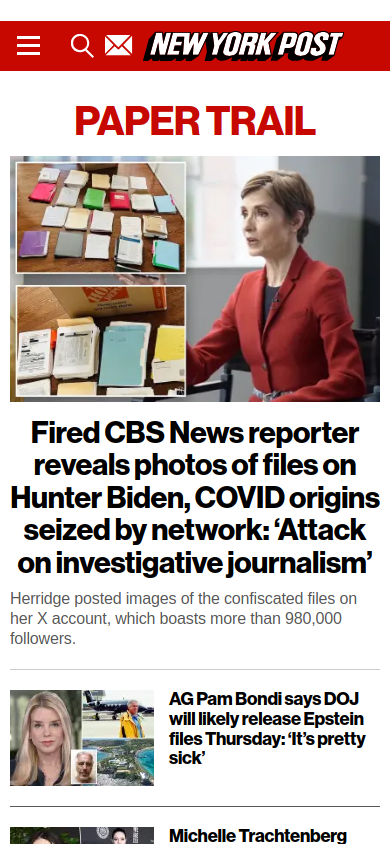 NEW YORK POST
PAPER TRAIL
Fired CBS News reporter
reveals photos of files on
Hunter Biden, COVID origins
seized by network: ‘Attack
on investigative journalism’
Herridge posted images of the confiscated files on
her X account, which boasts more than 980,000
followers.
AG Pam Bondi says DOJ
will likely release Epstein
files Thursday: ‘It’s pretty
sick’
Michelle Trachtenberg